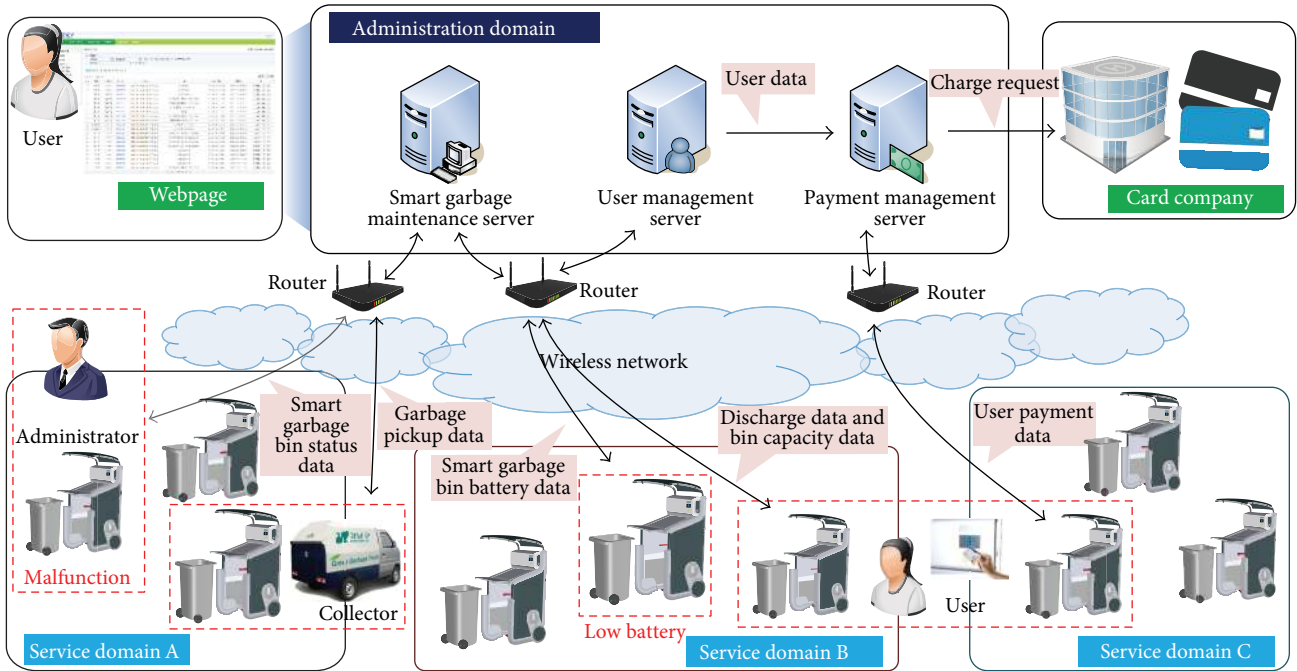 Administration domain
User
Webpage
User data
Charge request
Smart garbage
maintenance server
User management
server
Payment management
server
Card company
Router
Router
Router
Wireless network
Administrator
Smart
garbage
bin status
data
Garbage
pickup data
Smart garbage
bin battery data
Discharge data and
bin capacity data
User payment
data
Malfunction
Collector
Low battery
User
Service domain A
Service domain B
Service domain C